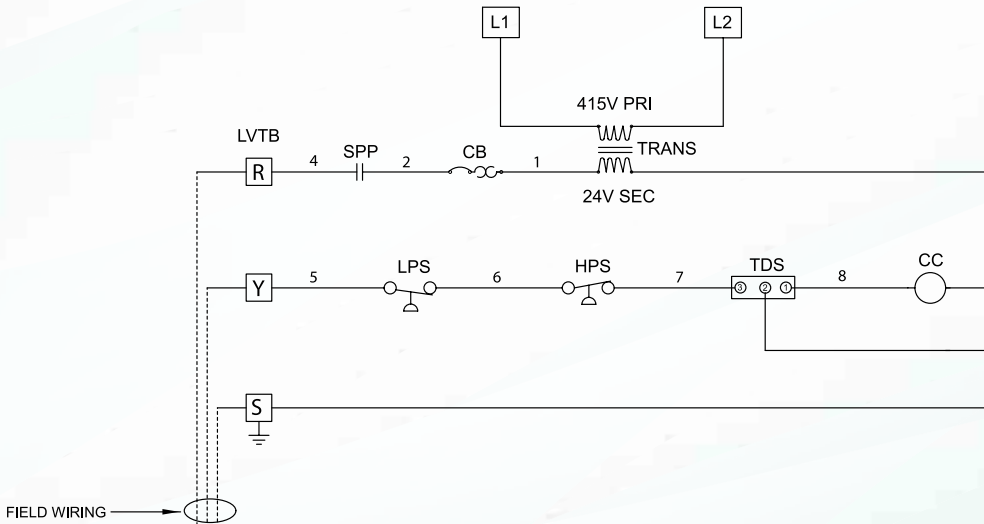 L1 L2
415V PRI
LVTB
R 4 SPP 2 CB 1 TRANS
24V SEC
Y 5 LPS 6 HPS 7 TDS 3 2 1 8 CC
S
FIELD WIRING